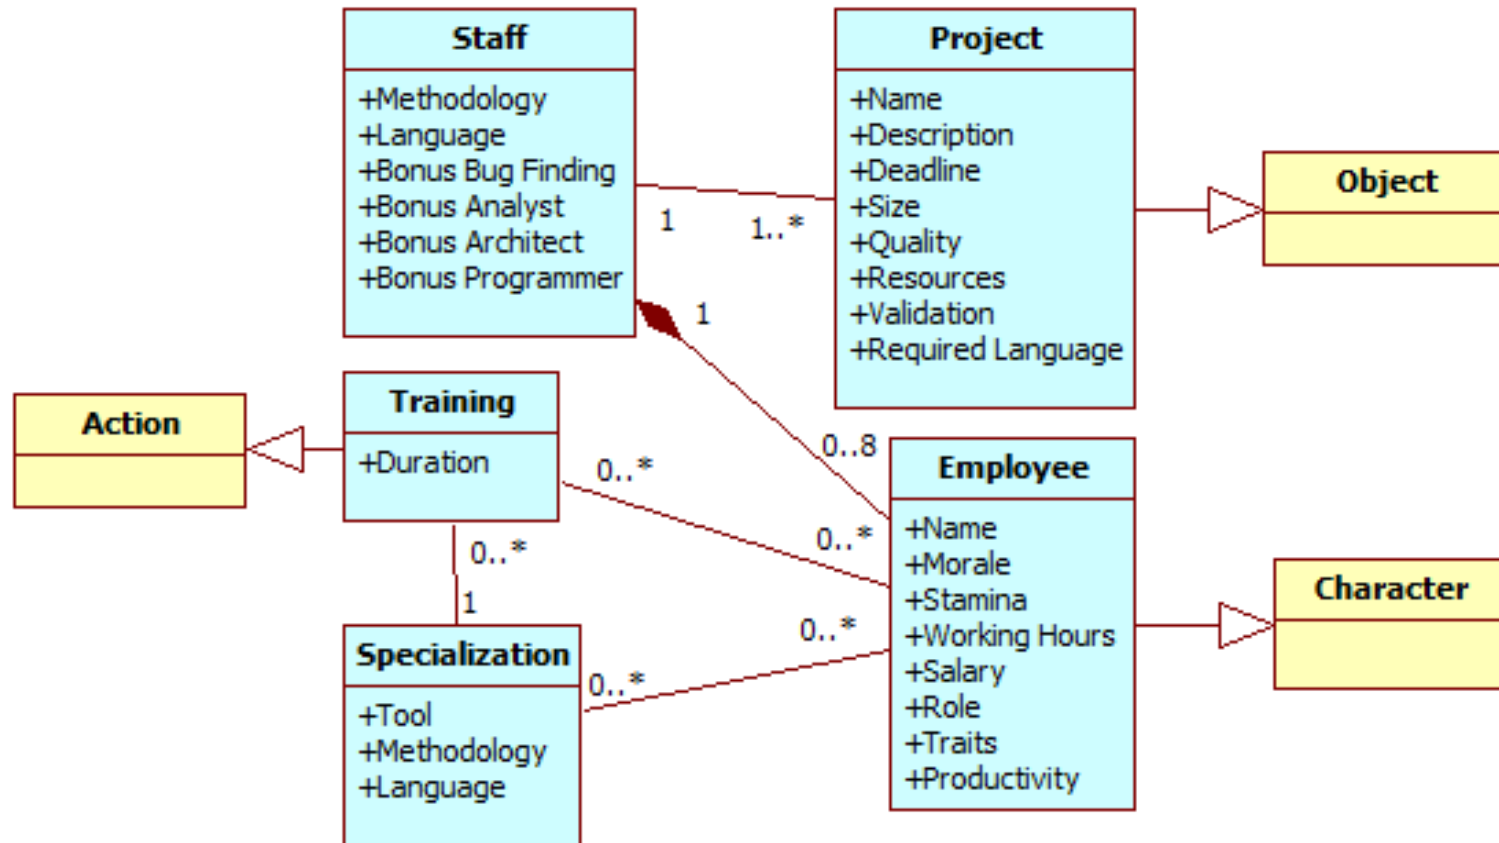 Staff
+Methodology
+Language
+Bonus Bug Finding
+Bonus Analyst
+Bonus Architect
+Bonus Programmer
Project
+Name
+Description
+Deadline
+Size
+Quality
+Resources
+Validation
+Required Language
Object
1
1..*
1
0..8
Action
Training
+Duration
0..*
0..*
0..*
1
Specialization
+Tool
+Methodology
+Language
0..*
0..*
Employee
+Name
+Morale
+Stamina
+Working Hours
+Salary
+Role
+Traits
+Productivity
Character